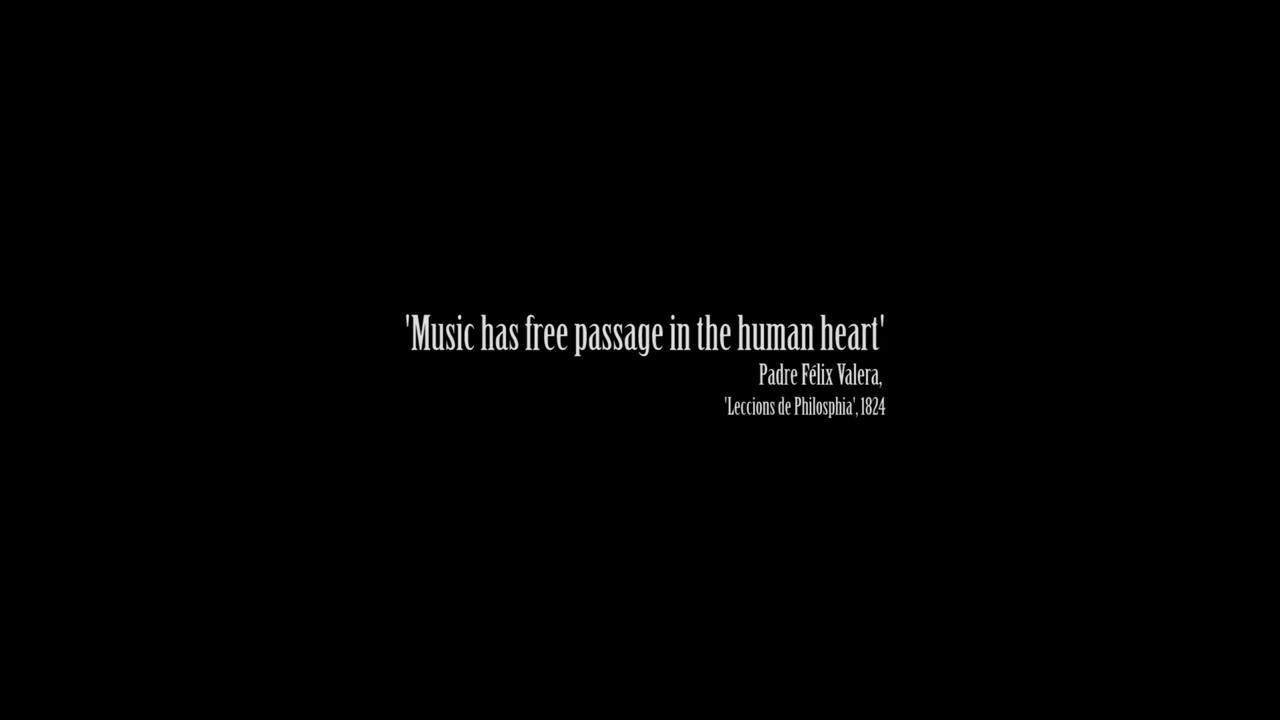 'Music has free passage in the human heart'
Padre Félix Valera,
'Leccions de Philosphia', 1824